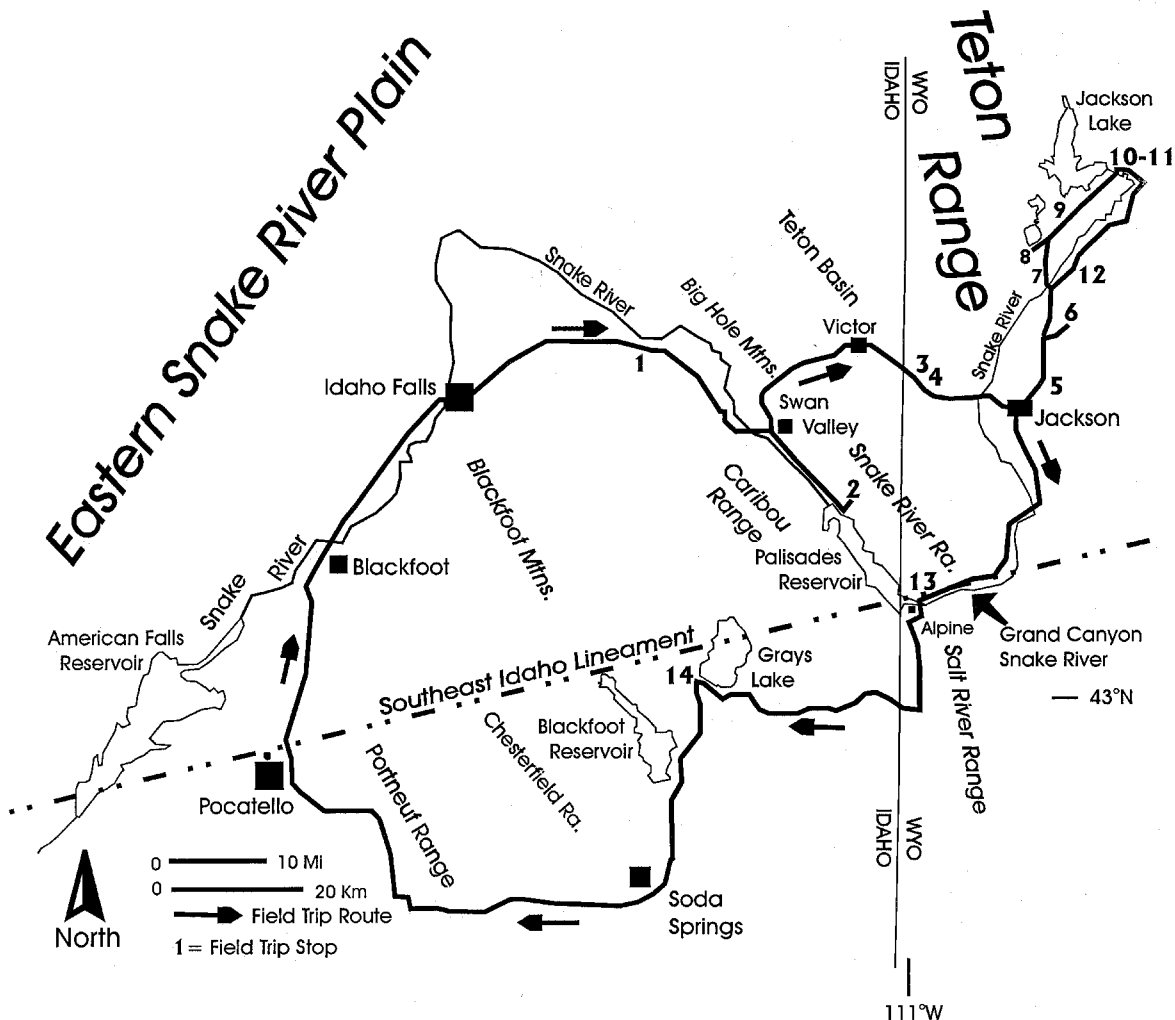 Eastern Snake River Plain
Teton
Range
WYO
IDAHO
Jackson
Lake
10-11
9
8
7
12
6
Snake River
Teton Basin
Snake River
Big Hole Mtns.
Victor
1
3
4
5
Jackson
Idaho Falls
Swan
Valley
Snake River Ra.
2
Caribou
Range
Blackfoot Mtns.
Palisades
Reservoir
Blackfoot
Snake River
13
American Falls
Reservoir
Alpine
Grand Canyon
Snake River
Southeast Idaho Lineament
14
Grays
Lake
Salt River Range
43°N
Blackfoot
Reservoir
Chesterfield Ra.
Portneuf Range
Pocatello
WYO
IDAHO
0 10 Mi
0 20 Km
Field Trip Route
1 = Field Trip Stop
North
Soda
Springs
111°W